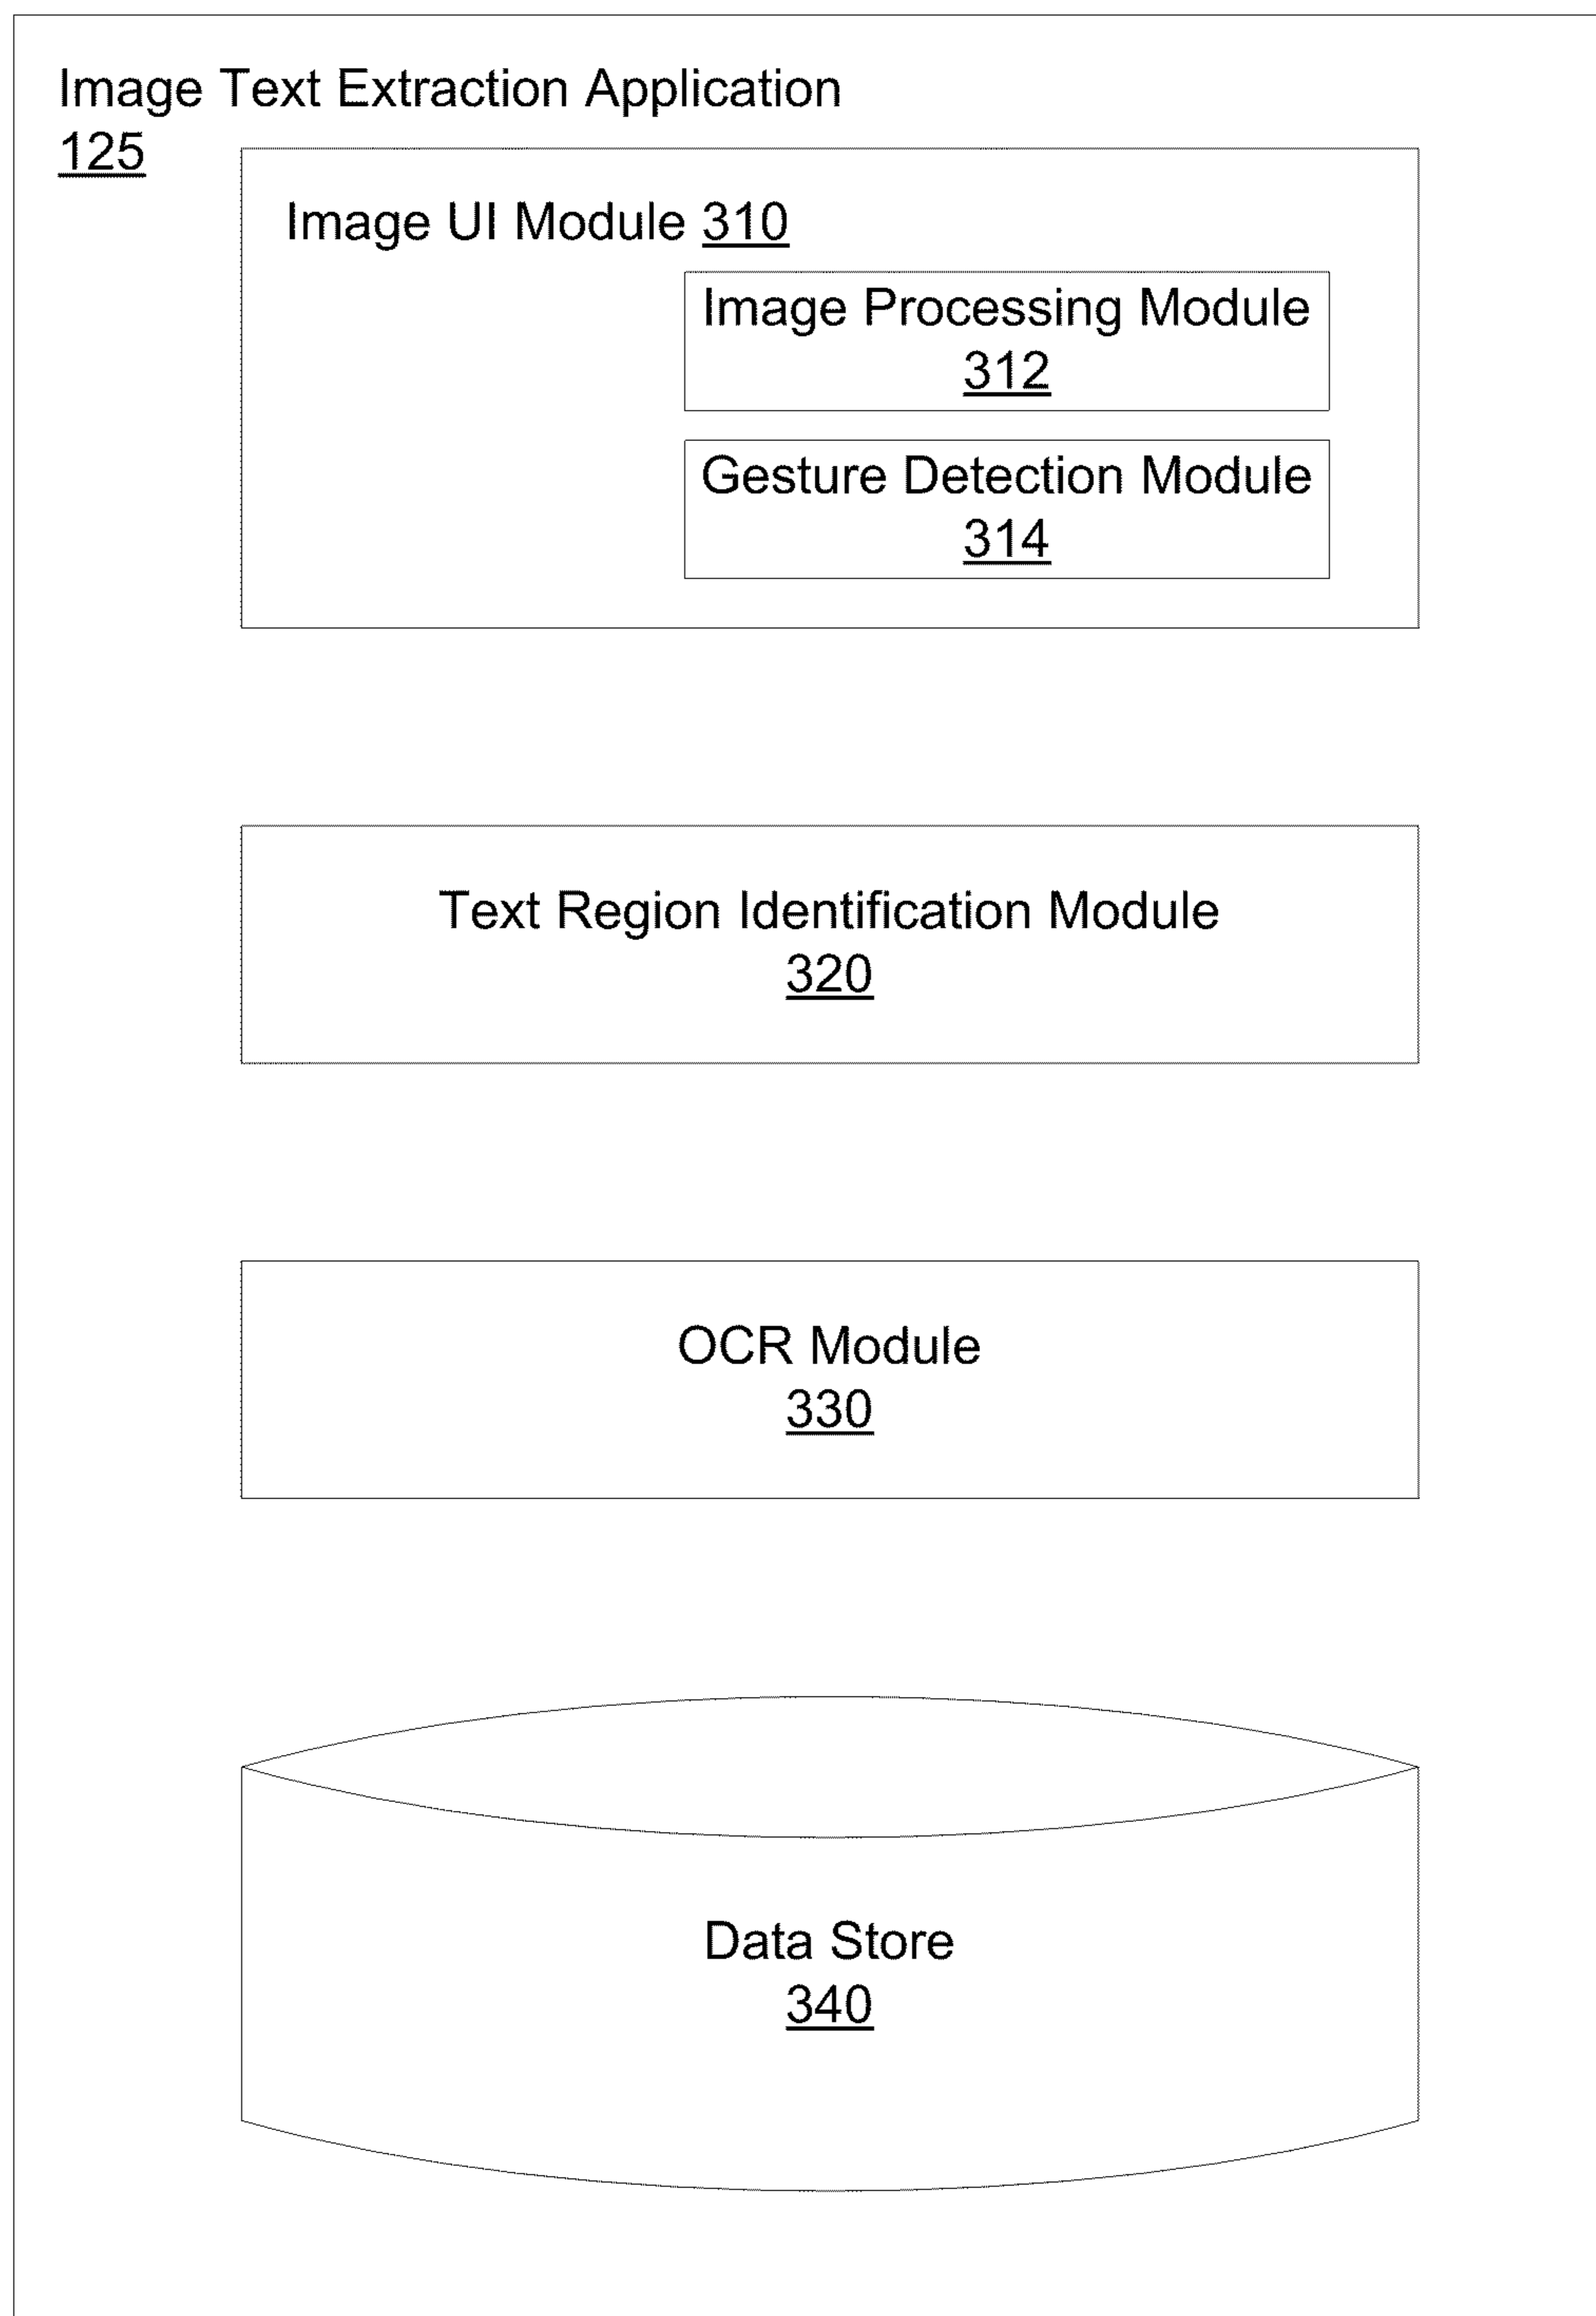 Image Text Extraction Application
125
Image UI Module 310
Image Processing Module
312
Gesture Detection Module
314
Text Region Identification Module
320
OCR Module
330
Data Store
340